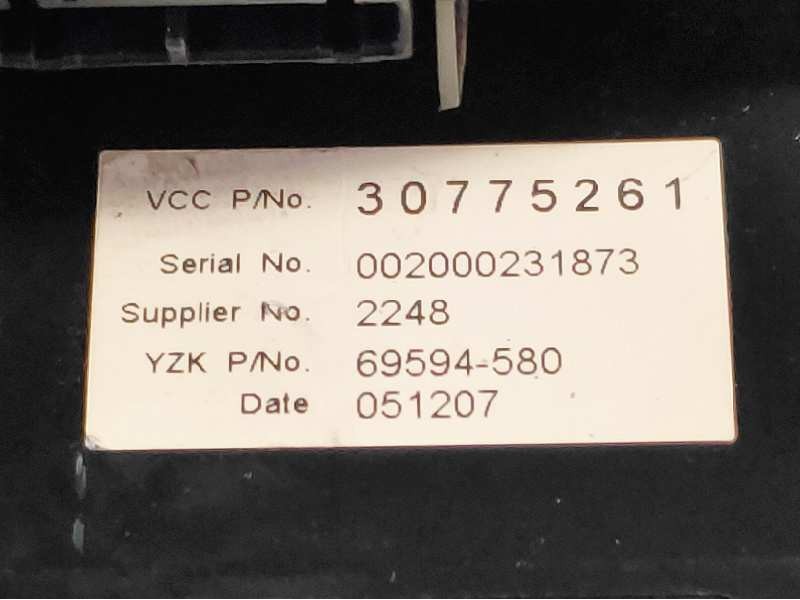 VCC P/No. 30775261
Serial No. 002000231873
Supplier No. 2248
YZK P/No. 69594-580
Date 051207